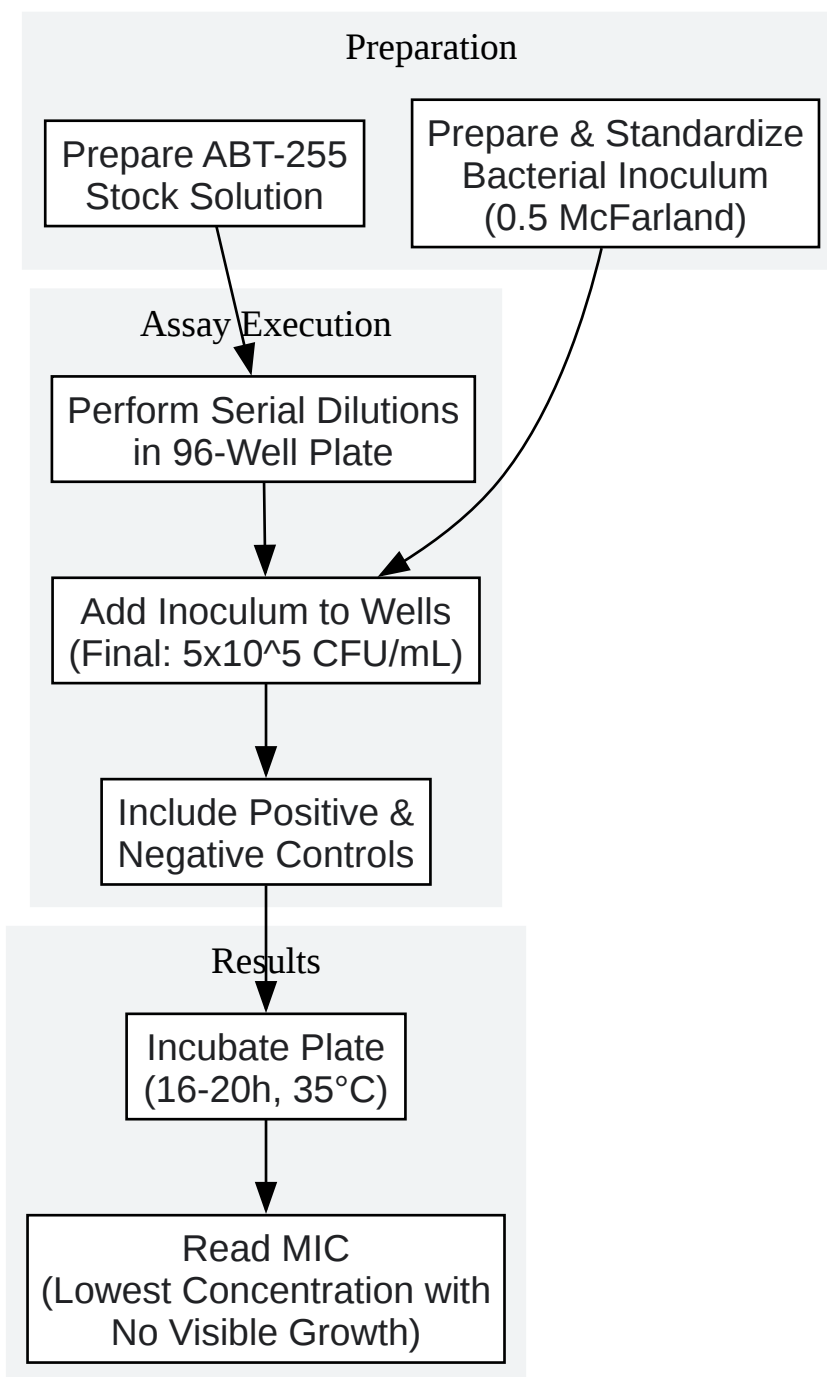 Preparation
Prepare ABT-255
Stock Solution
Prepare & Standardize
Bacterial Inoculum
(0.5 McFarland)
Assay Execution
Perform Serial Dilutions
in 96-Well Plate
Add Inoculum to Wells
(Final: 5x10^5 CFU/mL)
Include Positive &
Negative Controls
Results
Incubate Plate
(16-20h, 35°C)
Read MIC
(Lowest Concentration with
No Visible Growth)